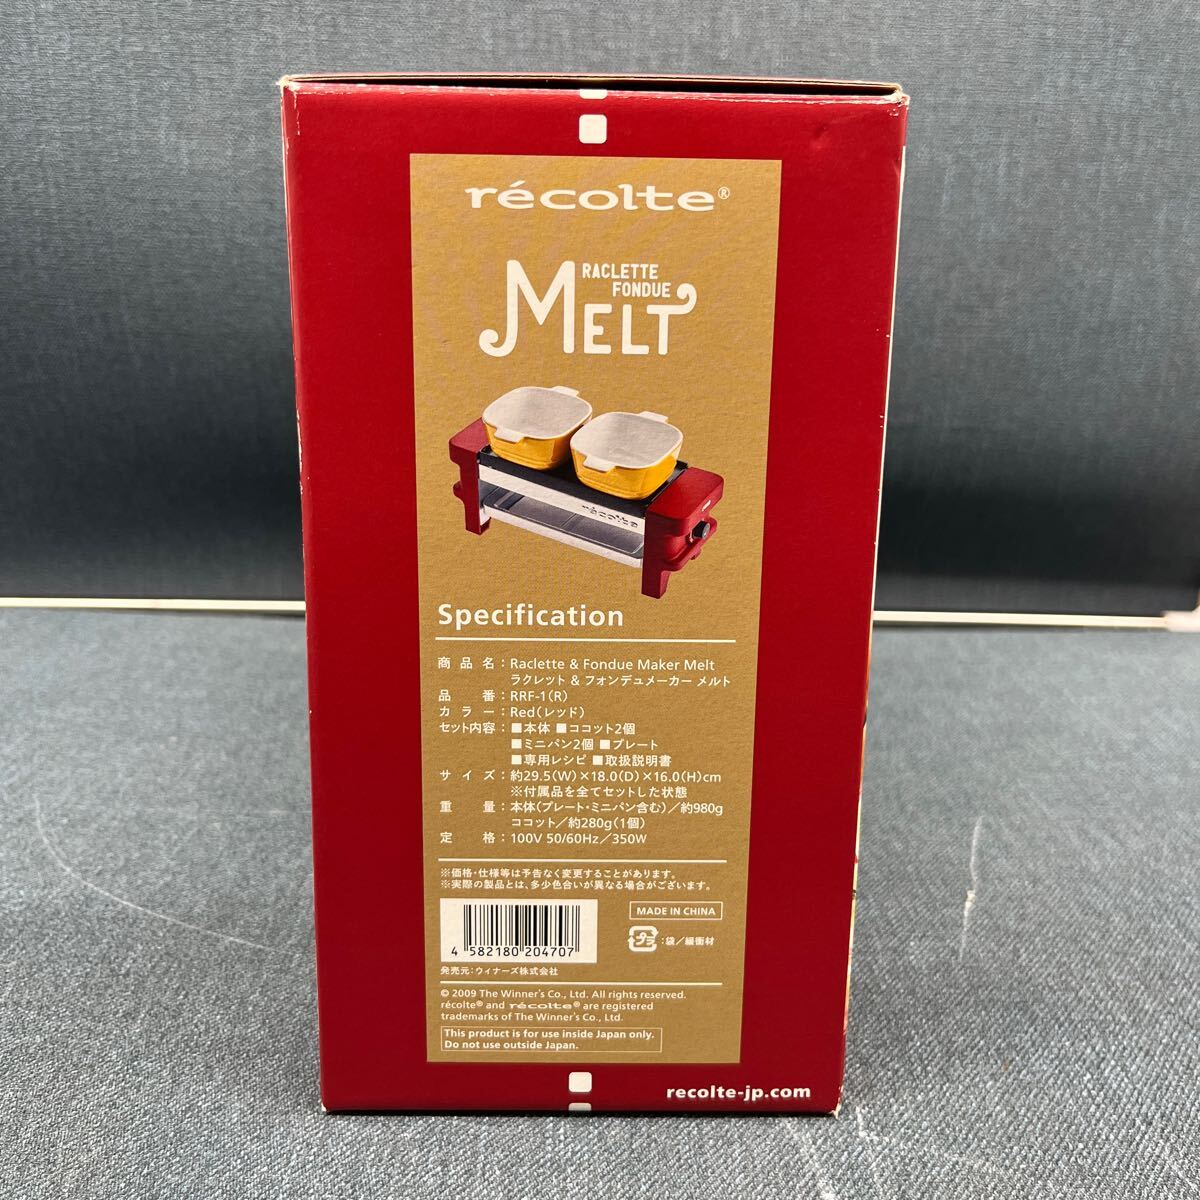 récolte®
RACLETTE
FONDUE
MELT
récolte
Specification
商品名：Raclette & Fondue Maker Melt
ラクレット & フォンデュメーカー メルト
品番：RRF-1(R)
カラー：Red(レッド)
セット内容：■本体 ■ココット2個
■ミニパン2個 ■プレート
■専用レシピ ■取扱説明書
サイズ：約29.5(W)×18.0(D)×16.0(H)cm
※付属品を全てセットした状態
重量：本体(プレート・ミニパン含む)／約980g
ココット／約280g(1個)
定格：100V 50/60Hz／350W
※価格・仕様等は予告なく変更することがあります。
※実際の製品とは、多少色合いが異なる場合がございます。
4 582180 204707
MADE IN CHINA
プラ：袋／緩衝材
発売元：ウィナーズ株式会社
© 2009 The Winner's Co., Ltd. All rights reserved.
récolte® and récolte® are registered
trademarks of The Winner's Co., Ltd.
This product is for use inside Japan only.
Do not use outside Japan.
recolte-jp.com